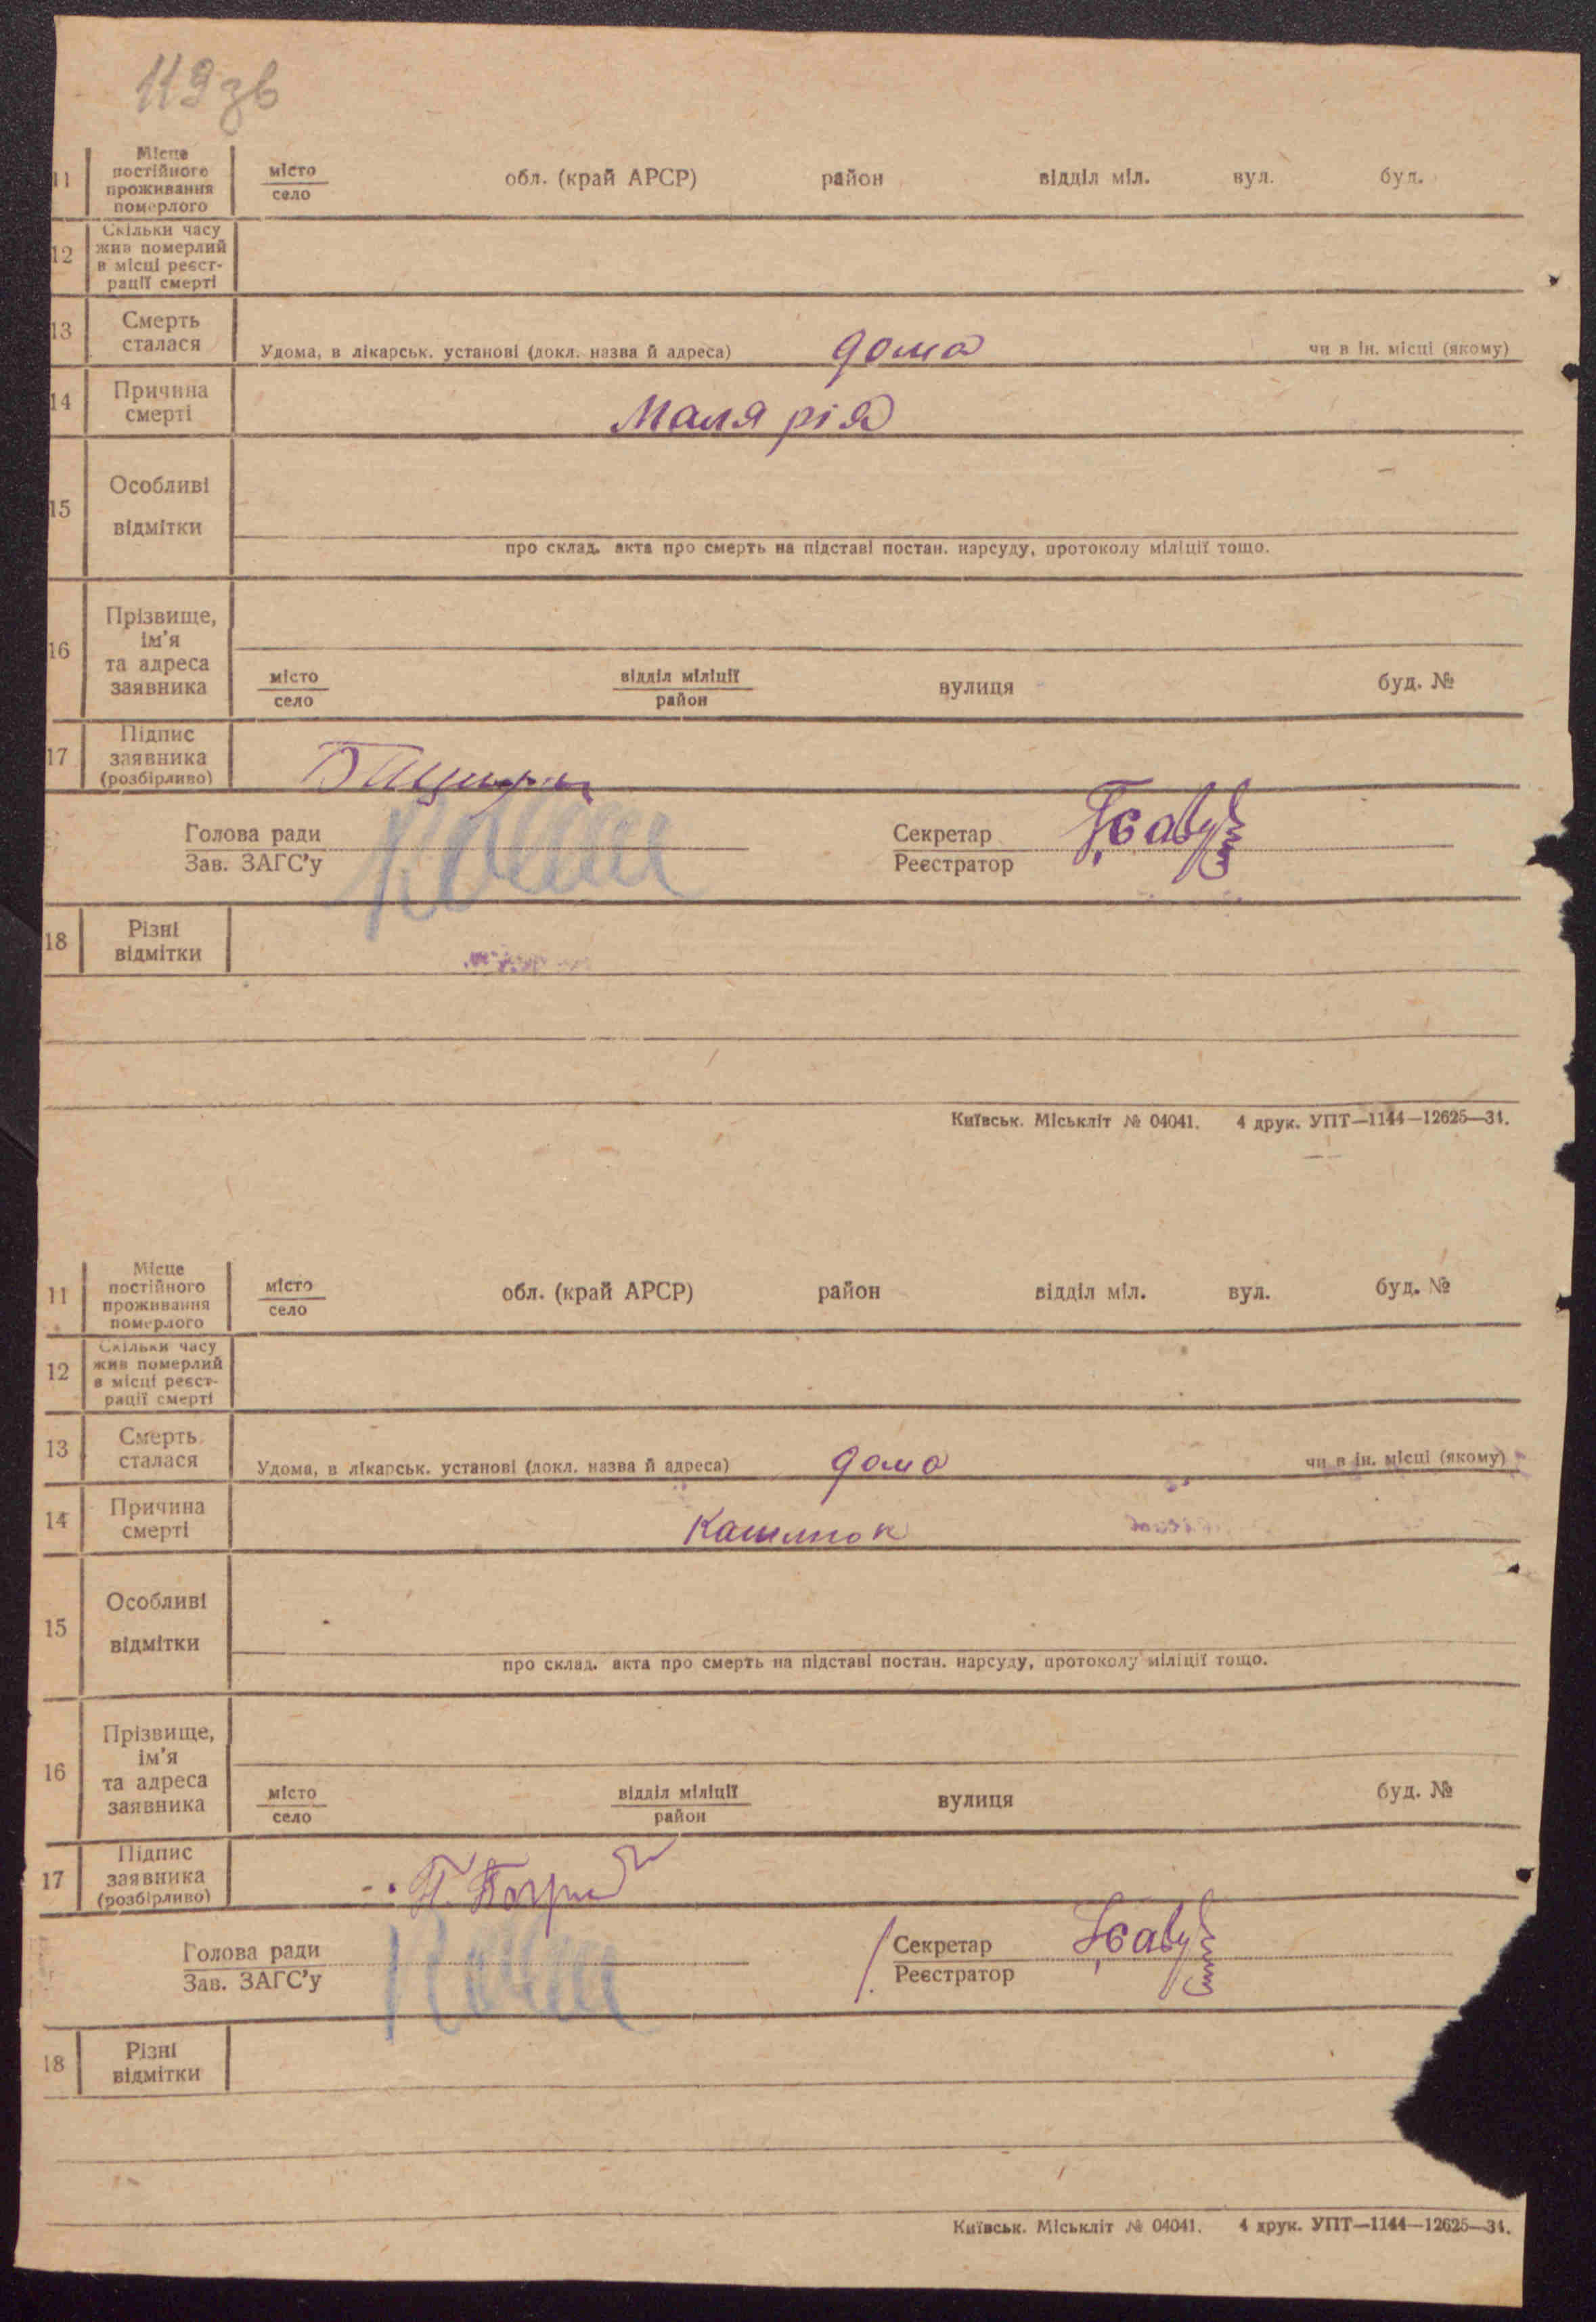 119 зв
11 Місце постійного проживання померлого місто село обл. (край АРСР) район відділ міл. вул. буд.
12 Скільки часу жив померлий в місці реєстрації смерті
13 Смерть сталася Удома, в лікарськ. установі (докл. назва й адреса) дома чи в ін. місці (якому)
14 Причина смерті Малярія
15 Особливі відмітки
про склад. акта про смерть на підставі постан. нарсуду, протоколу міліції тощо.
16 Прізвище, ім'я та адреса заявника
місто село відділ міліції район вулиця буд. №
17 Підпис заявника (розбірливо)
Голова ради Секретар
Зав. ЗАГС'у Реєстратор
18 Різні відмітки
Київськ. Міськліт № 04041. 4 друк. УПТ—1144—12625—34.
11 Місце постійного проживання померлого місто село обл. (край АРСР) район відділ міл. вул. буд. №
12 Скільки часу жив померлий в місці реєст-рації смерті
13 Смерть сталася Удома, в лікарськ. установі (докл. назва й адреса) дома чи в ін. місці (якому)
14 Причина смерті Кашлюк
15 Особливі відмітки
про склад. акта про смерть на підставі постан. нарсуду, протоколу міліції тощо.
16 Прізвище, ім'я та адреса заявника
місто село відділ міліції район вулиця буд. №
17 Підпис заявника (розбірливо)
Голова ради Секретар
Зав. ЗАГС'у Реєстратор
18 Різні відмітки
Київськ. Міськліт № 04041. 4 друк. УПТ—1144—12625—34.